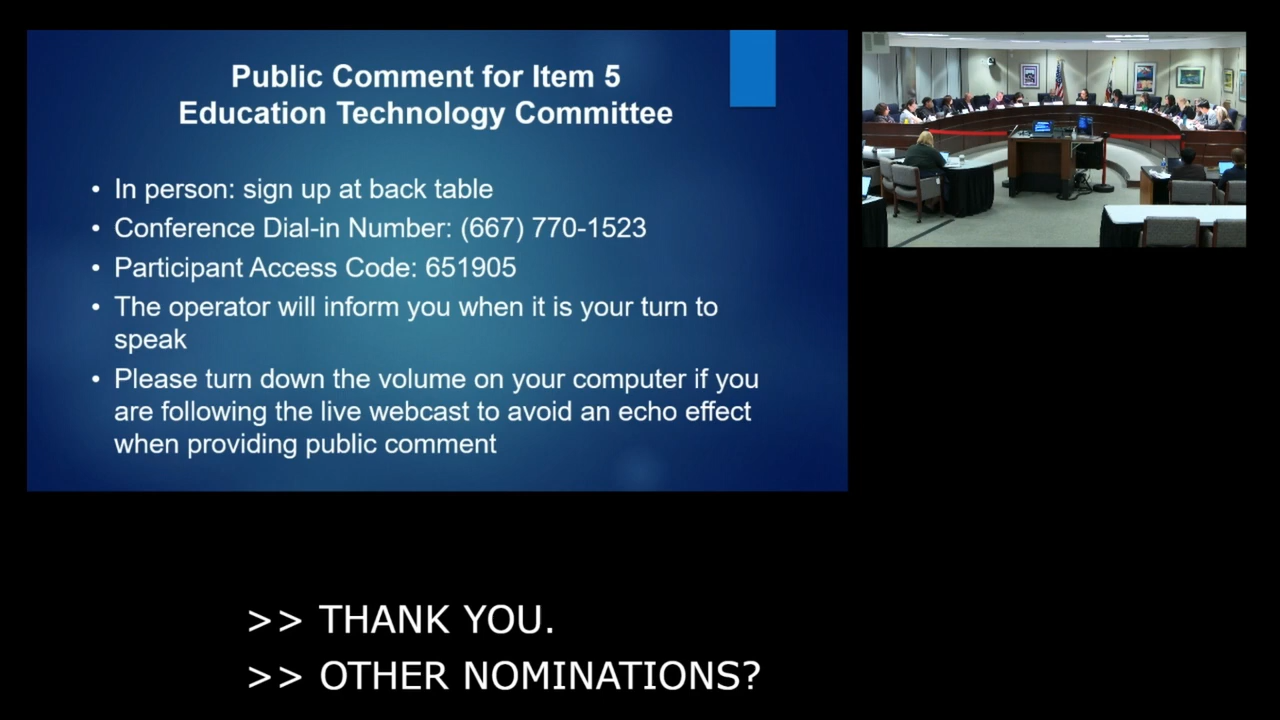 Public Comment for Item 5
Education Technology Committee
• In person: sign up at back table
• Conference Dial-in Number: (667) 770-1523
• Participant Access Code: 651905
• The operator will inform you when it is your turn to
speak
• Please turn down the volume on your computer if you
are following the live webcast to avoid an echo effect
when providing public comment
>> THANK YOU.
>> OTHER NOMINATIONS?